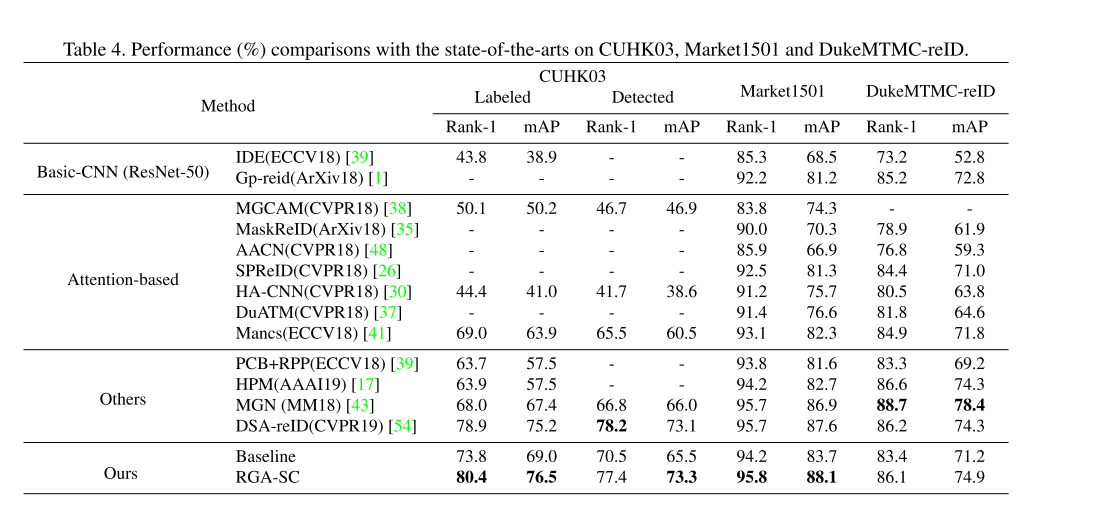 Table 4. Performance (%) comparisons with the state-of-the-arts on CUHK03, Market1501 and DukeMTMC-reID.
Method CUHK03 Market1501 DukeMTMC-reID
Labeled Detected
Rank-1 mAP Rank-1 mAP Rank-1 mAP Rank-1 mAP
Basic-CNN (ResNet-50) IDE(ECCV18) [39] 43.8 38.9 - - 85.3 68.5 73.2 52.8
Gp-reid(ArXiv18) [1] - - - - 92.2 81.2 85.2 72.8
Attention-based MGCAM(CVPR18) [38] 50.1 50.2 46.7 46.9 83.8 74.3 - -
MaskReID(ArXiv18) [35] - - - - 90.0 70.3 78.9 61.9
AACN(CVPR18) [48] - - - - 85.9 66.9 76.8 59.3
SPReID(CVPR18) [26] - - - - 92.5 81.3 84.4 71.0
HA-CNN(CVPR18) [30] 44.4 41.0 41.7 38.6 91.2 75.7 80.5 63.8
DuATM(CVPR18) [37] - - - - 91.4 76.6 81.8 64.6
Mancs(ECCV18) [41] 69.0 63.9 65.5 60.5 93.1 82.3 84.9 71.8
Others PCB+RPP(ECCV18) [39] 63.7 57.5 - - 93.8 81.6 83.3 69.2
HPM(AAAI19) [17] 63.9 57.5 - - 94.2 82.7 86.6 74.3
MGN (MM18) [43] 68.0 67.4 66.8 66.0 95.7 86.9 88.7 78.4
DSA-reID(CVPR19) [54] 78.9 75.2 78.2 73.1 95.7 87.6 86.2 74.3
Ours Baseline 73.8 69.0 70.5 65.5 94.2 83.7 83.4 71.2
RGA-SC 80.4 76.5 77.4 73.3 95.8 88.1 86.1 74.9